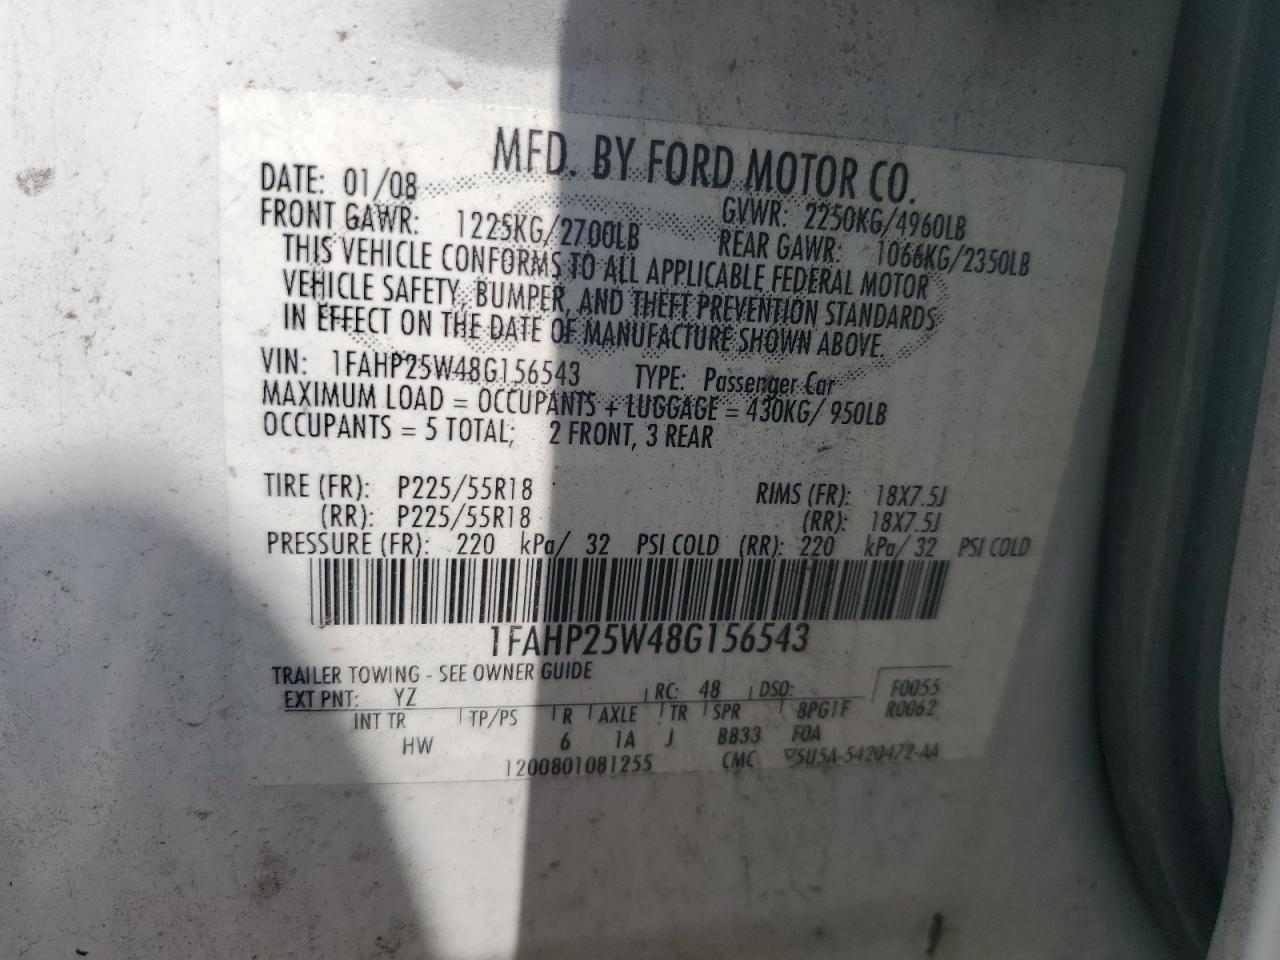 MFD. BY FORD MOTOR CO.
DATE: 01/08 GVWR: 2250KG/4960LB
FRONT GAWR: 1225KG/2700LB REAR GAWR: 1066KG/2350LB
THIS VEHICLE CONFORMS TO ALL APPLICABLE FEDERAL MOTOR
VEHICLE SAFETY, BUMPER, AND THEFT PREVENTION STANDARDS
IN EFFECT ON THE DATE OF MANUFACTURE SHOWN ABOVE.
VIN: 1FAHP25W48G156543 TYPE: Passenger Car
MAXIMUM LOAD = OCCUPANTS + LUGGAGE = 430KG/ 950LB
OCCUPANTS = 5 TOTAL; 2 FRONT, 3 REAR
TIRE (FR): P225/55R18 RIMS (FR): 18X7.5J
(RR): P225/55R18 (RR): 18X7.5J
PRESSURE (FR): 220 kPa/ 32 PSI COLD (RR): 220 kPa/ 32 PSI COLD
1FAHP25W48G156543
TRAILER TOWING - SEE OWNER GUIDE
EXT PNT: YZ RC: 48 DSO: F0055
INT TR TP/PS R AXLE TR SPR 8PG1F R0062
HW 6 1A J BB33 F0A
1200801081255 CMC 5U5A-5420472-AA